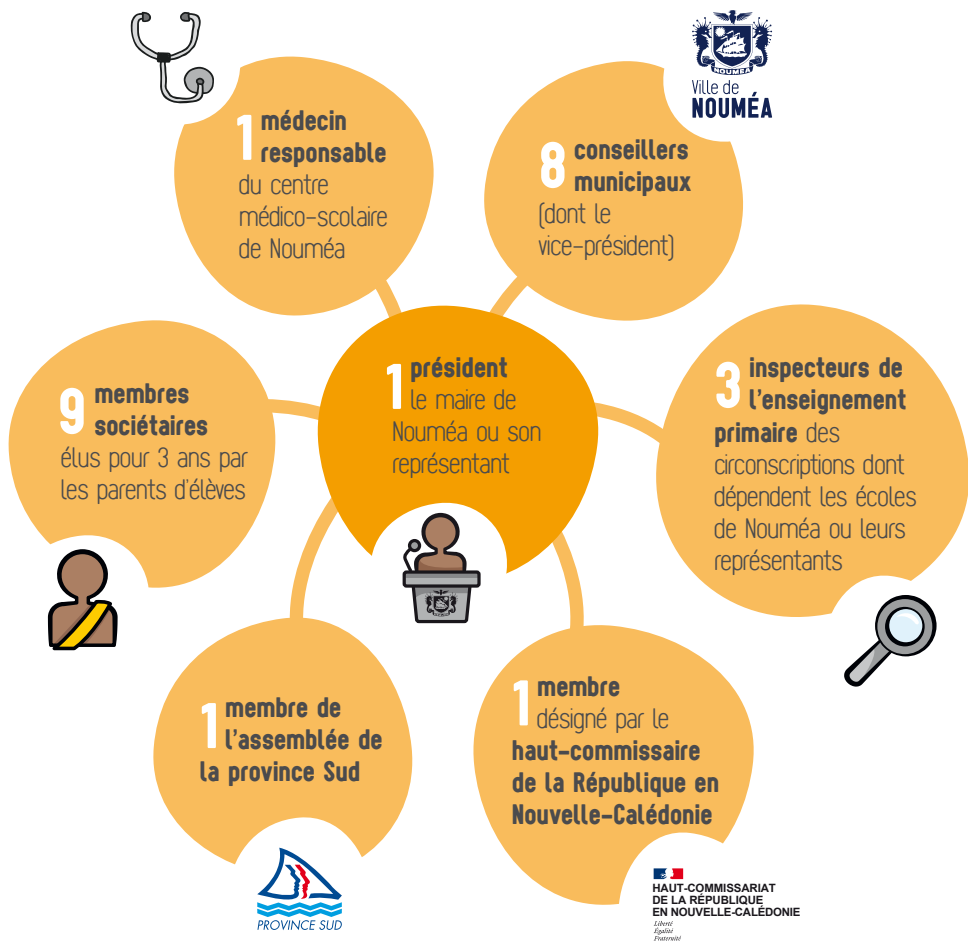 NOUMEA
Ville de
NOUMÉA
1 médecin
responsable
du centre
médico-scolaire
de Nouméa
8 conseillers
municipaux
(dont le
vice-président)
9 membres
sociétaires
élus pour 3 ans par
les parents d'élèves
1 président
le maire de
Nouméa ou son
représentant
3 inspecteurs de
l'enseignement
primaire des
circonscriptions dont
dépendent les écoles
de Nouméa ou leurs
représentants
1 membre de
l'assemblée de
la province Sud
1 membre
désigné par le
haut-commissaire
de la République en
Nouvelle-Calédonie
PROVINCE SUD
HAUT-COMMISSARIAT
DE LA RÉPUBLIQUE
EN NOUVELLE-CALÉDONIE
Liberté
Égalité
Fraternité